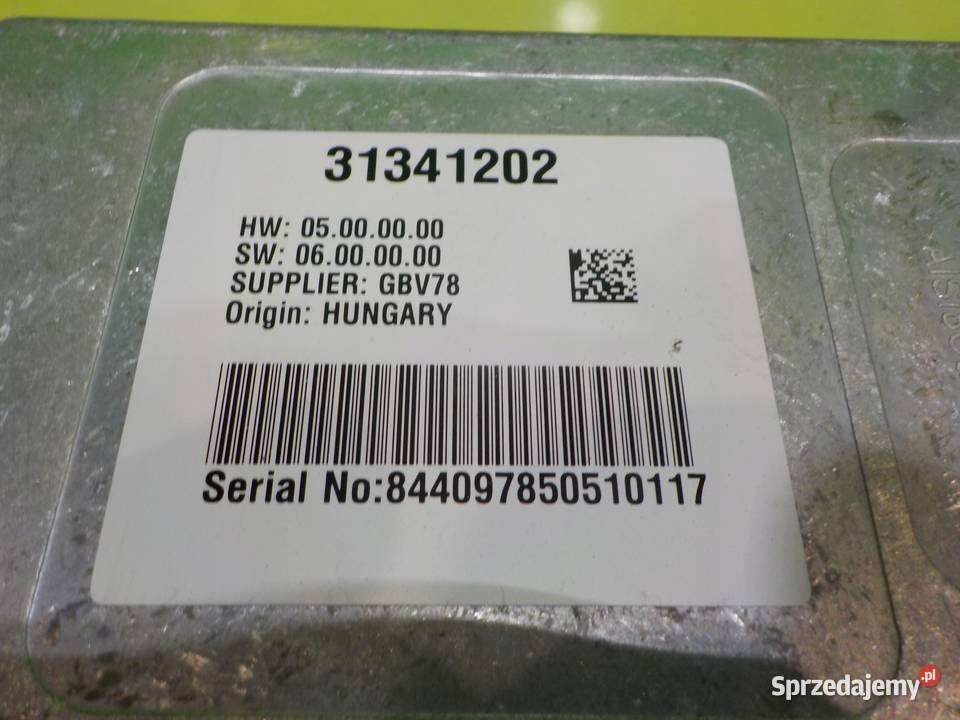 31341202
HW: 05.00.00.00
SW: 06.00.00.00
SUPPLIER: GBV78
Origin: HUNGARY
Serial No:844097850510117
Sprzedajemy.pl